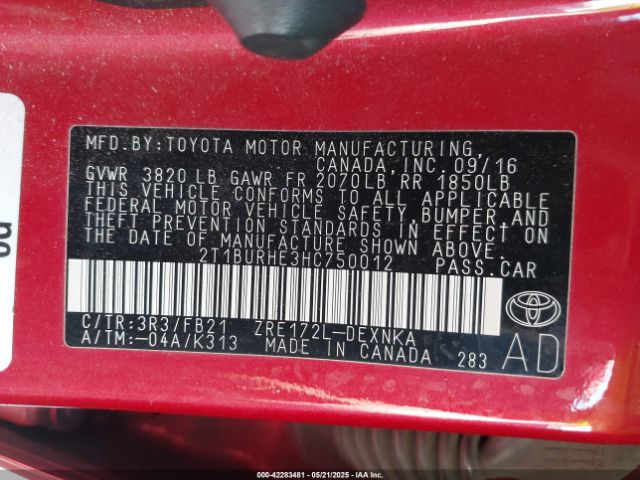 MFD. BY: TOYOTA MOTOR MANUFACTURING,
CANADA, INC. 09/16
GVWR 3820 LB GAWR FR 2070LB RR 1850LB
THIS VEHICLE CONFORMS TO ALL APPLICABLE
FEDERAL MOTOR VEHICLE SAFETY, BUMPER, AND
THEFT PREVENTION STANDARDS IN EFFECT ON
THE DATE OF MANUFACTURE SHOWN ABOVE.
2T1BURHE3HC750012 PASS. CAR
C/TR: 3R3/FB21 ZRE172L-DEXNKA
A/TM: -04A/K313 MADE IN CANADA 283 AD
000-42283481 - 05/21/2025 - IAA, Inc.